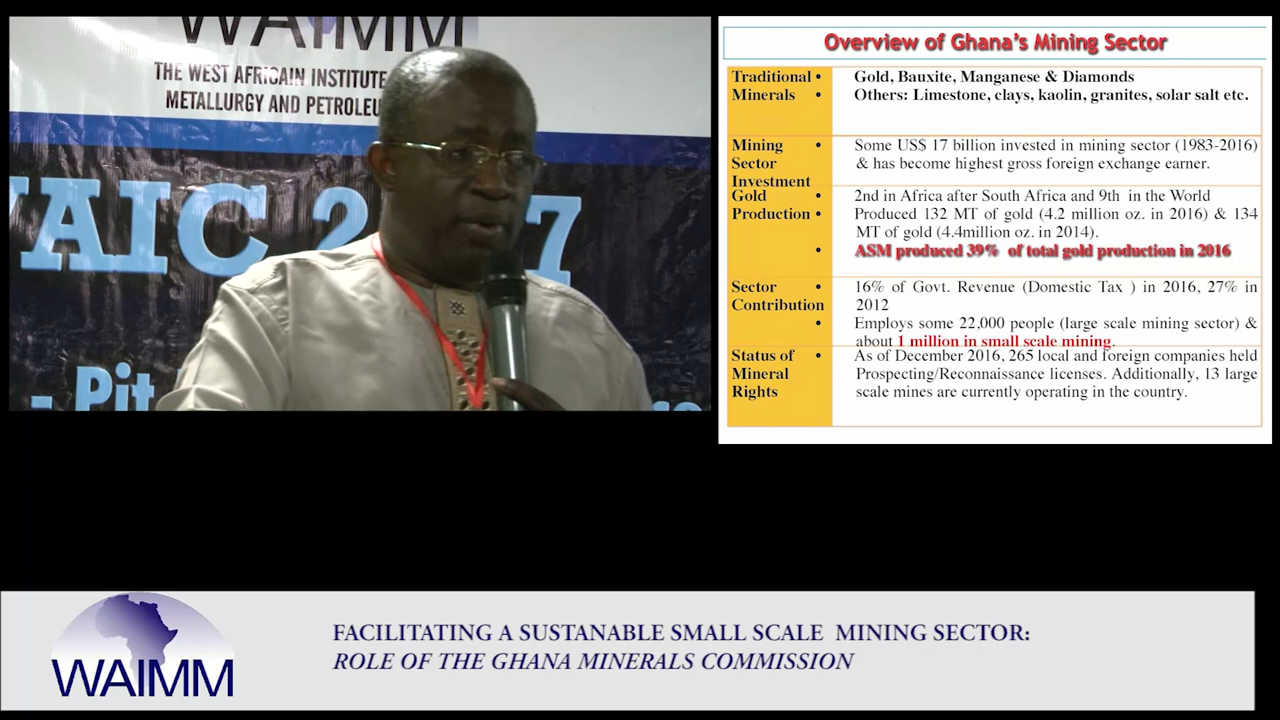 WAIMM
THE WEST AFRICAIN INSTITUTE
METALLURGY AND PETROLEU
AIC 2 7
- Pit
Overview of Ghana's Mining Sector
Traditional • Gold, Bauxite, Manganese & Diamonds
Minerals • Others: Limestone, clays, kaolin, granites, solar salt etc.
Mining • Some US$ 17 billion invested in mining sector (1983-2016)
Sector & has become highest gross foreign exchange earner.
Investment
Gold • 2nd in Africa after South Africa and 9th in the World
Production • Produced 132 MT of gold (4.2 million oz. in 2016) & 134
MT of gold (4.4million oz. in 2014).
• ASM produced 39% of total gold production in 2016
Sector • 16% of Govt. Revenue (Domestic Tax ) in 2016, 27% in
Contribution 2012
• Employs some 22,000 people (large scale mining sector) &
about 1 million in small scale mining.
Status of • As of December 2016, 265 local and foreign companies held
Mineral Prospecting/Reconnaissance licenses. Additionally, 13 large
Rights scale mines are currently operating in the country.
WAIMM
FACILITATING A SUSTANABLE SMALL SCALE MINING SECTOR:
ROLE OF THE GHANA MINERALS COMMISSION